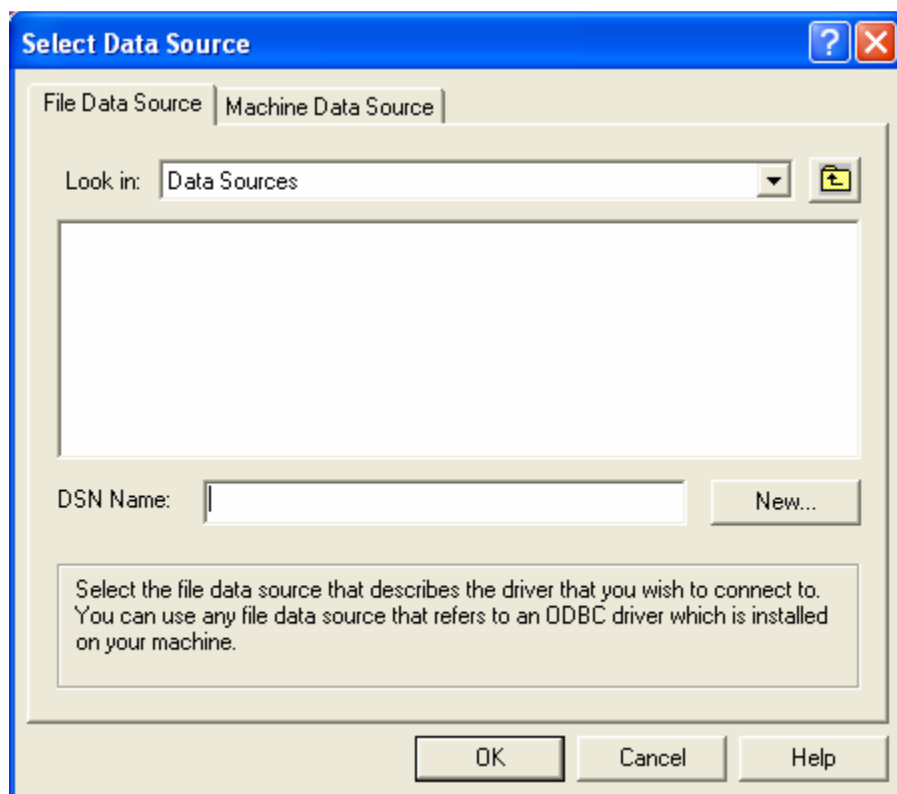 Select Data Source
?
File Data Source
Machine Data Source
Look in:
Data Sources
DSN Name:
New...
Select the file data source that describes the driver that you wish to connect to.
You can use any file data source that refers to an ODBC driver which is installed
on your machine.
OK
Cancel
Help